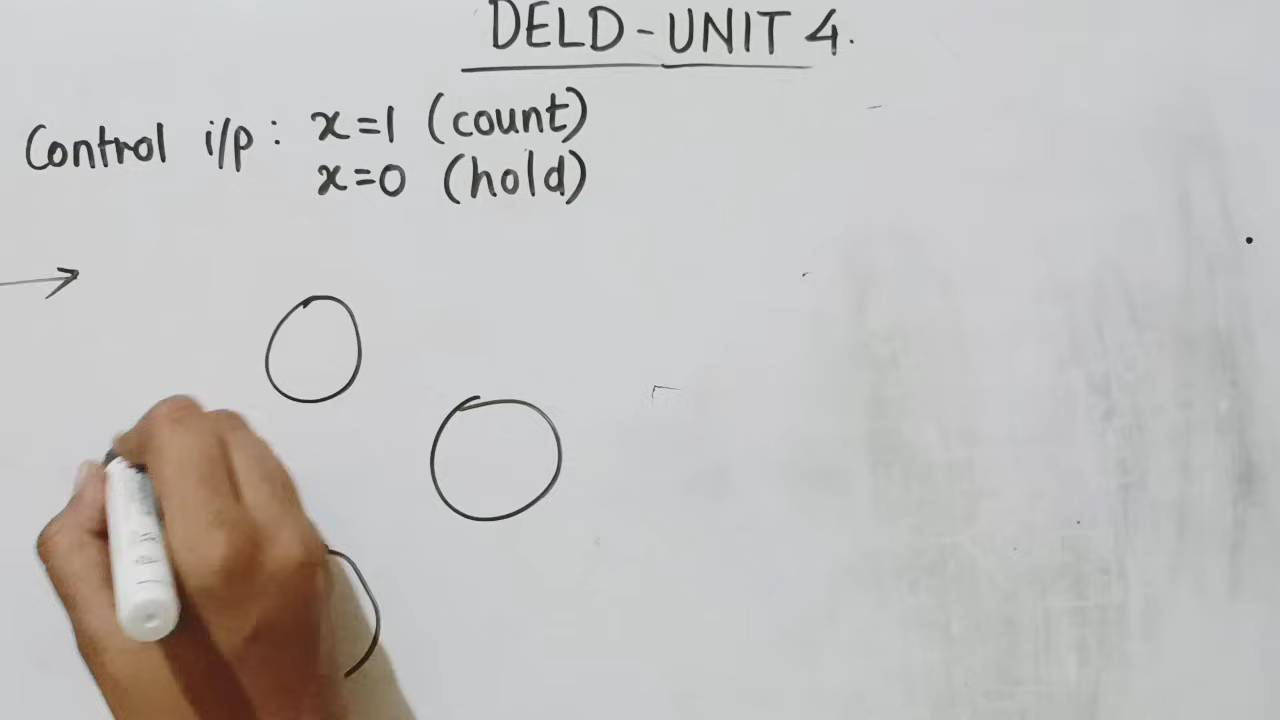 DELD - UNIT 4.
Control i/p : x=1 (count)
x=0 (hold)